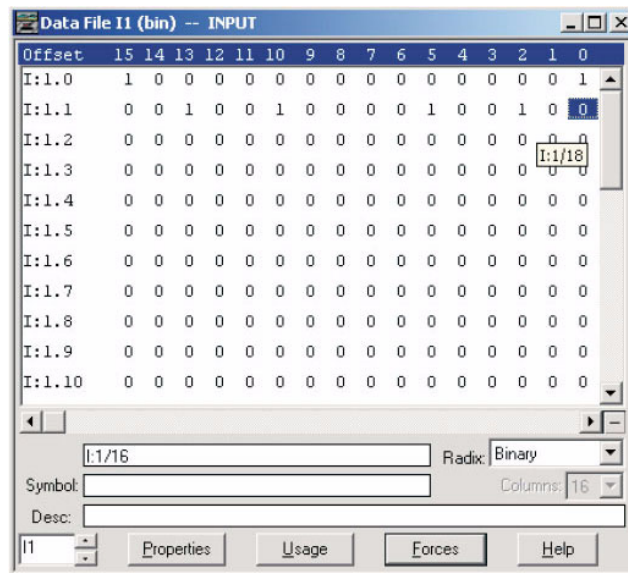 Data File I1 (bin) -- INPUT
Offset 15 14 13 12 11 10 9 8 7 6 5 4 3 2 1 0
I:1.0 1 0 0 0 0 0 0 0 0 0 0 0 0 0 0 1
I:1.1 0 0 1 0 0 1 0 0 0 0 1 0 0 1 0 0
I:1.2 0 0 0 0 0 0 0 0 0 0 0 0 0 0 0 0
I:1/18
I:1.3 0 0 0 0 0 0 0 0 0 0 0 0 0 0 0 0
I:1.4 0 0 0 0 0 0 0 0 0 0 0 0 0 0 0 0
I:1.5 0 0 0 0 0 0 0 0 0 0 0 0 0 0 0 0
I:1.6 0 0 0 0 0 0 0 0 0 0 0 0 0 0 0 0
I:1.7 0 0 0 0 0 0 0 0 0 0 0 0 0 0 0 0
I:1.8 0 0 0 0 0 0 0 0 0 0 0 0 0 0 0 0
I:1.9 0 0 0 0 0 0 0 0 0 0 0 0 0 0 0 0
I:1.10 0 0 0 0 0 0 0 0 0 0 0 0 0 0 0 0
I:1/16 Radix: Binary
Symbol: Columns: 16
Desc:
I1 Properties Usage Forces Help